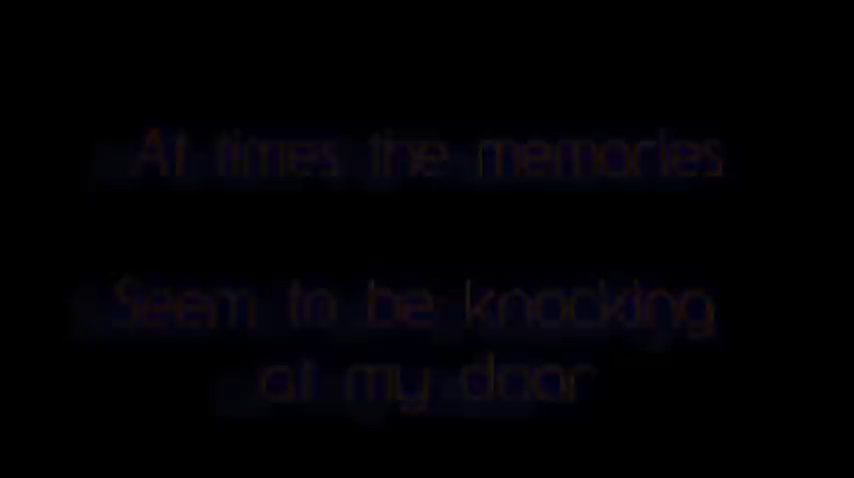 At times the memories
Seem to be knocking
at my door